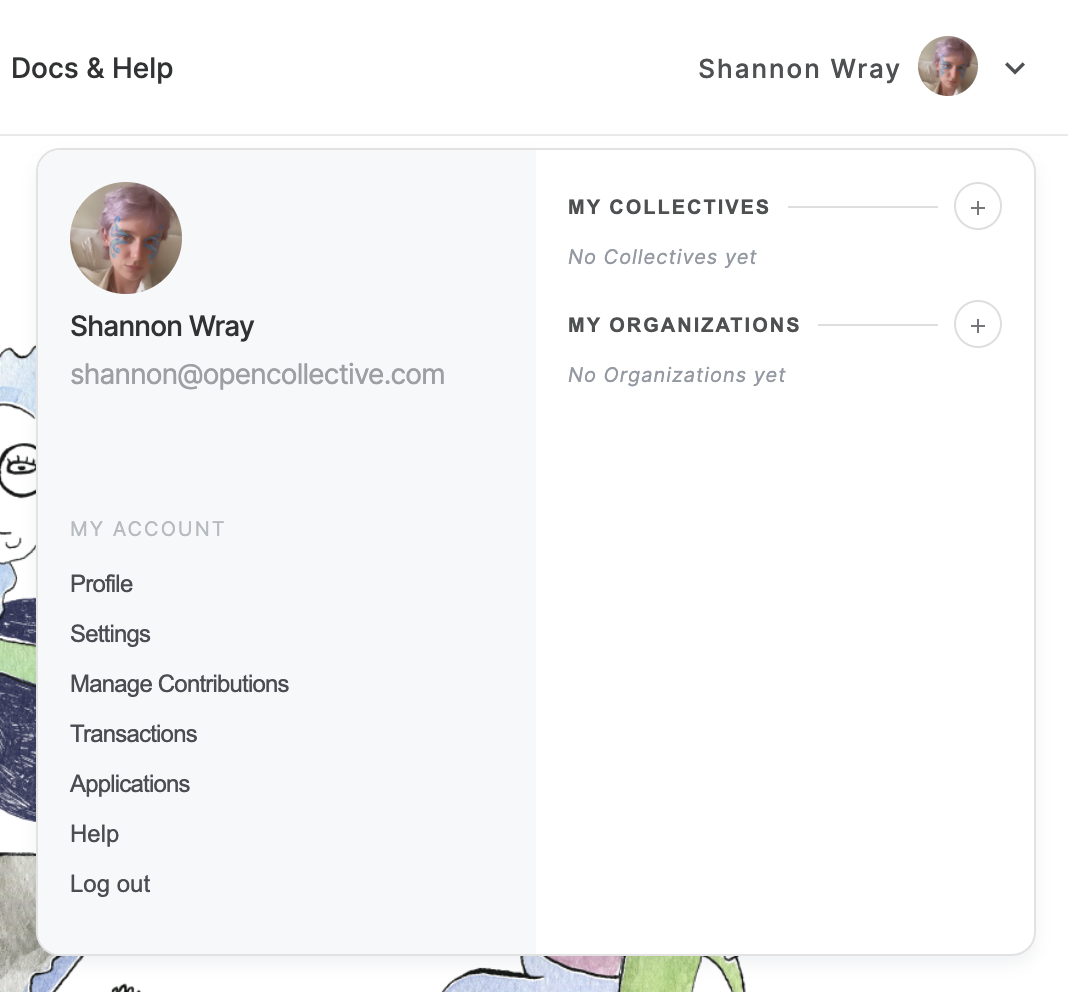 Docs & Help
Shannon Wray
Shannon Wray
shannon@opencollective.com
MY ACCOUNT
Profile
Settings
Manage Contributions
Transactions
Applications
Help
Log out
MY COLLECTIVES
No Collectives yet
MY ORGANIZATIONS
No Organizations yet